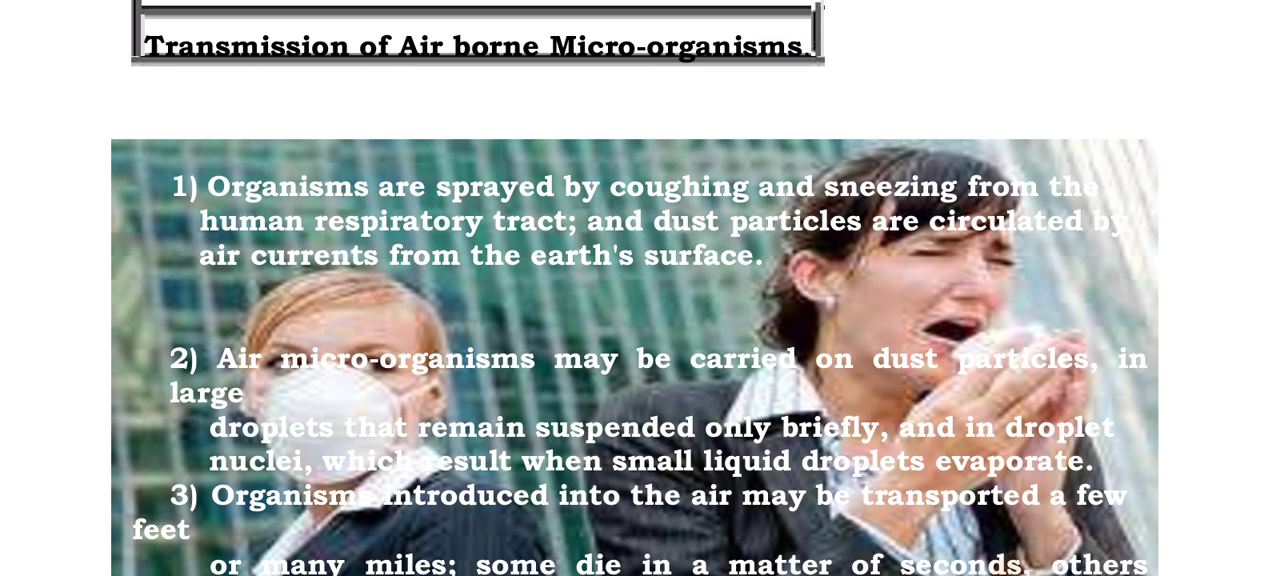 Transmission of Air borne Micro-organisms.
1) Organisms are sprayed by coughing and sneezing from the
human respiratory tract; and dust particles are circulated by
air currents from the earth's surface.
2) Air micro-organisms may be carried on dust particles, in
large
droplets that remain suspended only briefly, and in droplet
nuclei, which result when small liquid droplets evaporate.
3) Organisms introduced into the air may be transported a few
feet
or many miles; some die in a matter of seconds, others